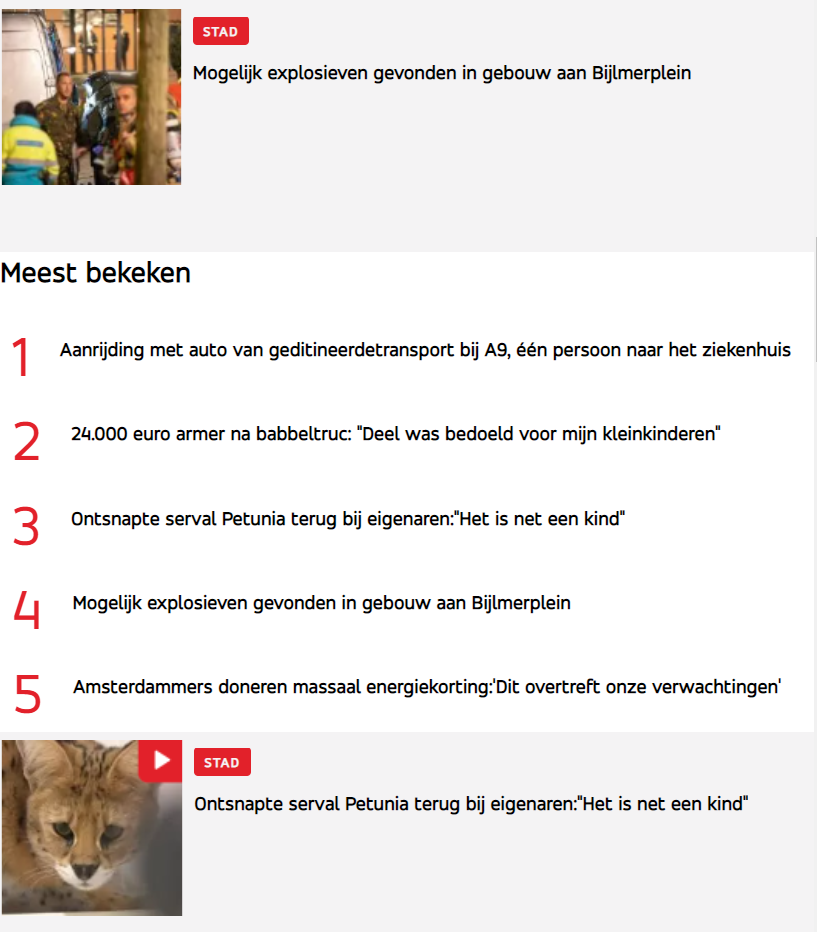 STAD
Mogelijk explosieven gevonden in gebouw aan Bijlmerplein
Meest bekeken
1 Aanrijding met auto van geditineerdetransport bij A9, één persoon naar het ziekenhuis
2 24.000 euro armer na babbeltruc: "Deel was bedoeld voor mijn kleinkinderen"
3 Ontsnapte serval Petunia terug bij eigenaren:"Het is net een kind"
4 Mogelijk explosieven gevonden in gebouw aan Bijlmerplein
5 Amsterdammers doneren massaal energiekorting:'Dit overtreft onze verwachtingen'
STAD
Ontsnapte serval Petunia terug bij eigenaren:"Het is net een kind"